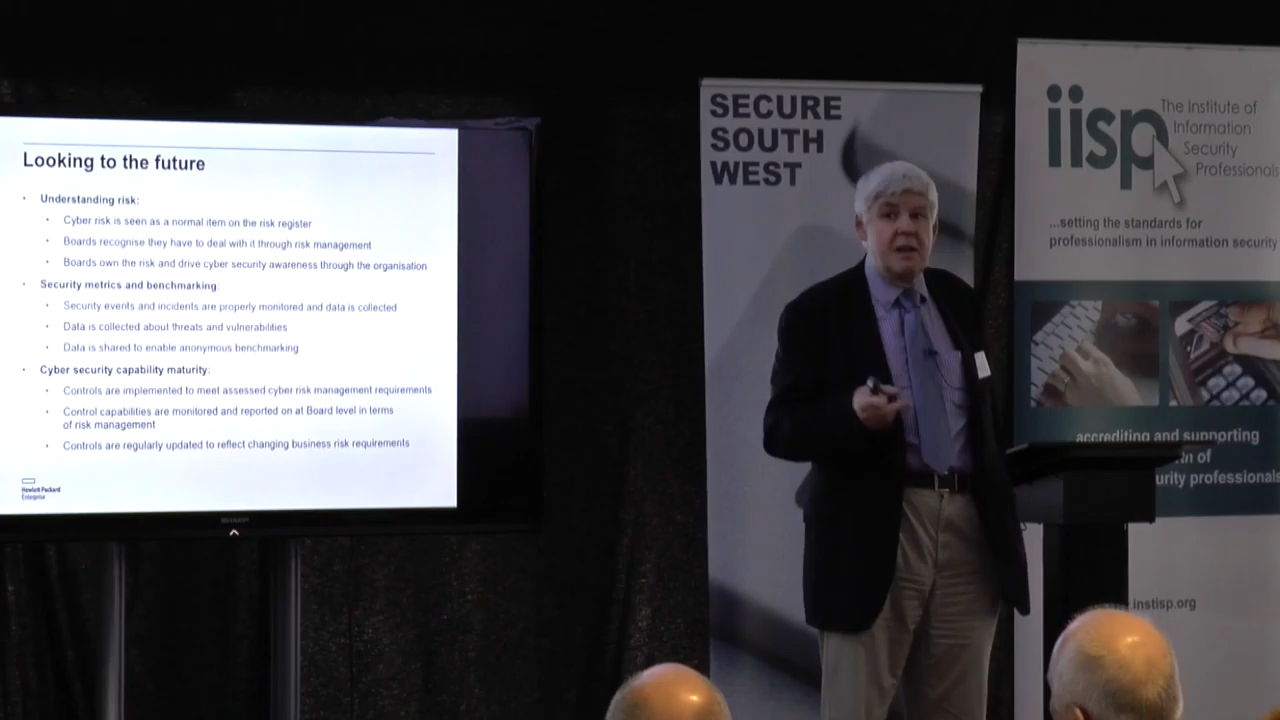 Looking to the future
• Understanding risk:
• Cyber risk is seen as a normal item on the risk register
• Boards recognise they have to deal with it through risk management
• Boards own the risk and drive cyber security awareness through the organisation
• Security metrics and benchmarking:
• Security events and incidents are properly monitored and data is collected
• Data is collected about threats and vulnerabilities
• Data is shared to enable anonymous benchmarking
• Cyber security capability maturity:
• Controls are implemented to meet assessed cyber risk management requirements
• Control capabilities are monitored and reported on at Board level in terms
of risk management
• Controls are regularly updated to reflect changing business risk requirements
Hewlett Packard
Enterprise
SHARP
SECURE
SOUTH
WEST
iisp
The Institute of
Information
Security
Professionals
...setting the standards for
professionalism in information security
accrediting and supporting
of
urity professionals
.instisp.org